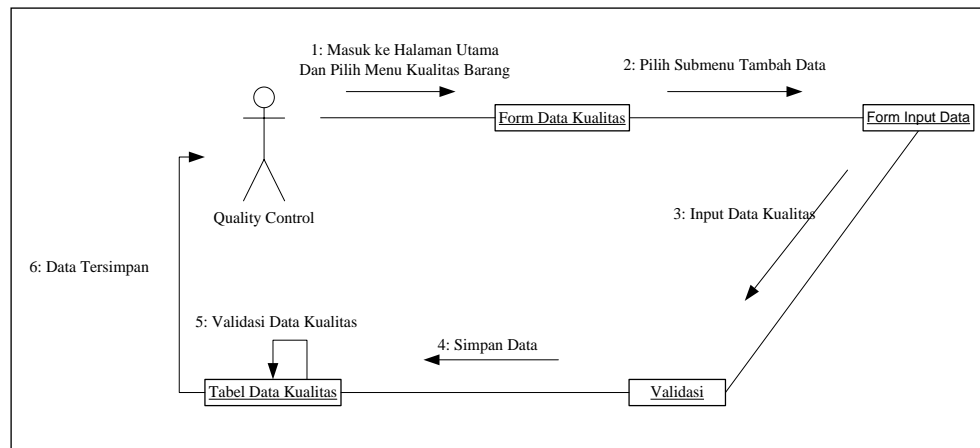 1: Masuk ke Halaman Utama
Dan Pilih Menu Kualitas Barang
2: Pilih Submenu Tambah Data
Form Data Kualitas
Form Input Data
Quality Control
3: Input Data Kualitas
6: Data Tersimpan
5: Validasi Data Kualitas
4: Simpan Data
Tabel Data Kualitas
Validasi